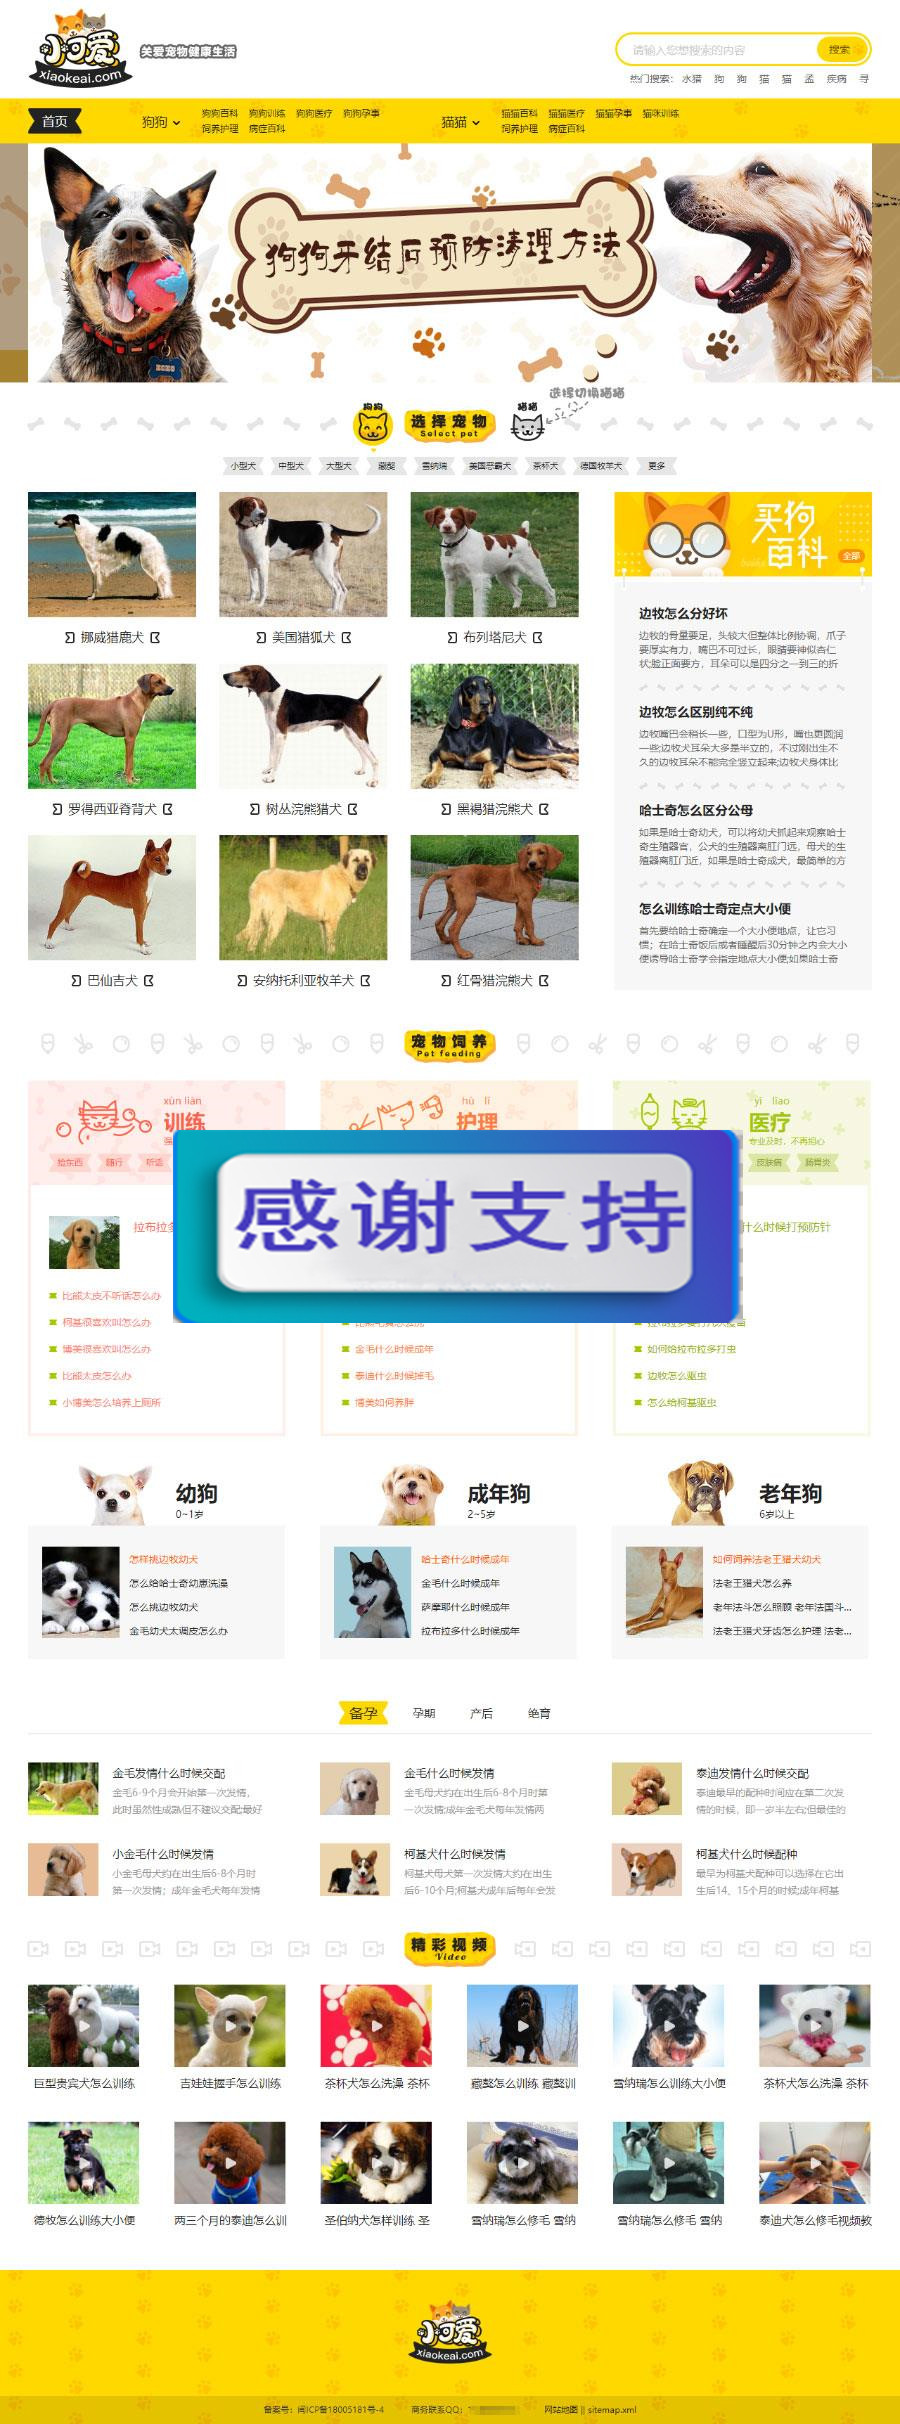 小可爱
xiaokeai.com
关爱宠物健康生活
请输入您想搜索的内容
搜索
热门搜索: 水猎 狗 狗 猫 猫 孟 疾病 寻
首页
狗狗
狗狗百科 狗狗训练 狗狗医疗 狗狗孕事
饲养护理 病症百科
猫猫
猫猫百科 猫猫医疗 猫猫孕事 猫咪训练
饲养护理 病症百科
狗狗牙结石预防清理方法
选择切换猫猫
狗狗
选择宠物
Select pet
猫猫
小型犬 中型犬 大型犬 藏獒 雪纳瑞 美国恶霸犬 茶杯犬 德国牧羊犬 更多
挪威猎鹿犬
美国猎狐犬
布列塔尼犬
罗得西亚脊背犬
树丛浣熊猎犬
黑褐猎浣熊犬
巴仙吉犬
安纳托利亚牧羊犬
红骨猎浣熊犬
买狗
百科
全部
边牧怎么分好坏
边牧的骨量要足，头较大但整体比例协调，爪子
要厚实有力，嘴巴不可过长，眼睛要神似杏仁
状;脸正面要方，耳朵可以是四分之一到三的折
边牧怎么区别纯不纯
边牧嘴巴会稍长一些，口型为U形，嘴也更圆润
一些;边牧犬耳朵大多是半立的，不过刚出生不
久的边牧耳朵不能完全竖立起来;边牧犬身体比
哈士奇怎么区分公母
如果是哈士奇幼犬，可以将幼犬抓起来观察哈士
奇生殖器官，公犬的生殖器离肛门远，母犬的生
殖器离肛门近，如果是哈士奇成犬，最简单的方
怎么训练哈士奇定点大小便
首先要给哈士奇确定一个大小便地点，让它习
惯；在哈士奇饭后或者睡醒后30分钟之内会大小
便诱导哈士奇学会指定地点大小便;如果哈士奇
宠物饲养
Pet feeding
xùn liàn
训练
捡东西 随行 听话
拉布拉多
比熊太皮不听话怎么办
柯基很喜欢叫怎么办
博美很喜欢叫怎么办
比熊太皮怎么办
小博美怎么培养上厕所
hù lǐ
护理
金毛什么时候成年
泰迪什么时候掉毛
博美如何养胖
yī liao
医疗
专业及时，不再担心
皮肤病 肠胃炎
什么时候打预防针
如何给拉布拉多打虫
边牧怎么驱虫
怎么给柯基驱虫
感谢支持
幼狗
0~1岁
怎样挑边牧幼犬
怎么给哈士奇幼崽洗澡
怎么挑边牧幼犬
金毛幼犬太调皮怎么办
成年狗
2~5岁
哈士奇什么时候成年
金毛什么时候成年
萨摩耶什么时候成年
拉布拉多什么时候成年
老年狗
6岁以上
如何饲养法老王猎犬幼犬
法老王猎犬怎么养
老年法斗怎么照顾 老年法国斗...
法老王猎犬牙齿怎么护理 法老...
备孕 孕期 产后 绝育
金毛发情什么时候交配
金毛6-9个月会开始第一次发情，
此时虽然性成熟但不建议交配;最好
金毛什么时候发情
金毛母犬约在出生后6-8个月时第
一次发情;成年金毛犬每年发情两
泰迪发情什么时候交配
泰迪最早的配种时间应在第二次发
情的时候，即一岁半左右;但最佳的
小金毛什么时候发情
小金毛母犬约在出生后6-8个月时
第一次发情；成年金毛犬每年发情
柯基犬什么时候发情
柯基犬母犬第一次发情大约在出生
后6-10个月;柯基犬成年后每年会发
柯基犬什么时候配种
最早为柯基犬配种可以选择在它出
生后14、15个月的时候;成年柯基
精彩视频
Video
巨型贵宾犬怎么训练
吉娃娃握手怎么训练
茶杯犬怎么洗澡 茶杯
藏獒怎么训练 藏獒训
雪纳瑞怎么训练大小便
茶杯犬怎么洗澡 茶杯
德牧怎么训练大小便
两三个月的泰迪怎么训
圣伯纳犬怎样训练 圣
雪纳瑞怎么修毛 雪纳
雪纳瑞怎么修毛 雪纳
泰迪犬怎么修毛视频教
小可爱
xiaokeai.com
备案号：闽ICP备18005181号-4 商务联系QQ： 网站地图 || sitemap.xml